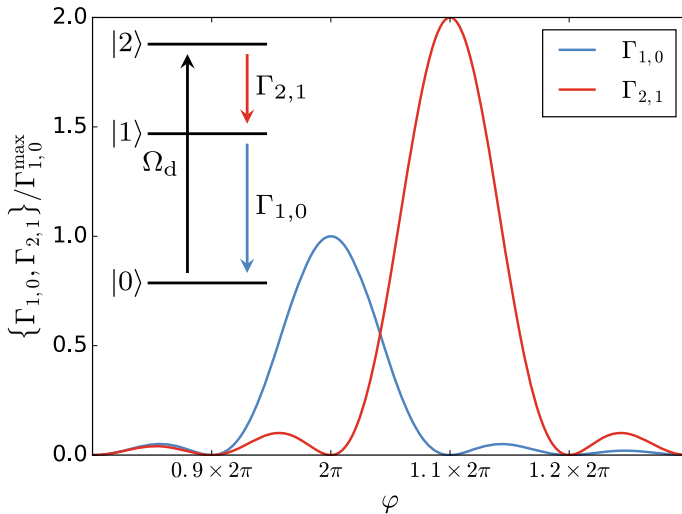 2.0
1.5
1.0
0.5
0.0
{Γ₁,₀, Γ₂,₁}/Γ₁,₀ᵐᵃˣ
|2⟩
Γ₂,₁
|1⟩
Ω_d
Γ₁,₀
|0⟩
Γ₁,₀
Γ₂,₁
0.9 × 2π
2π
1.1 × 2π
1.2 × 2π
φ